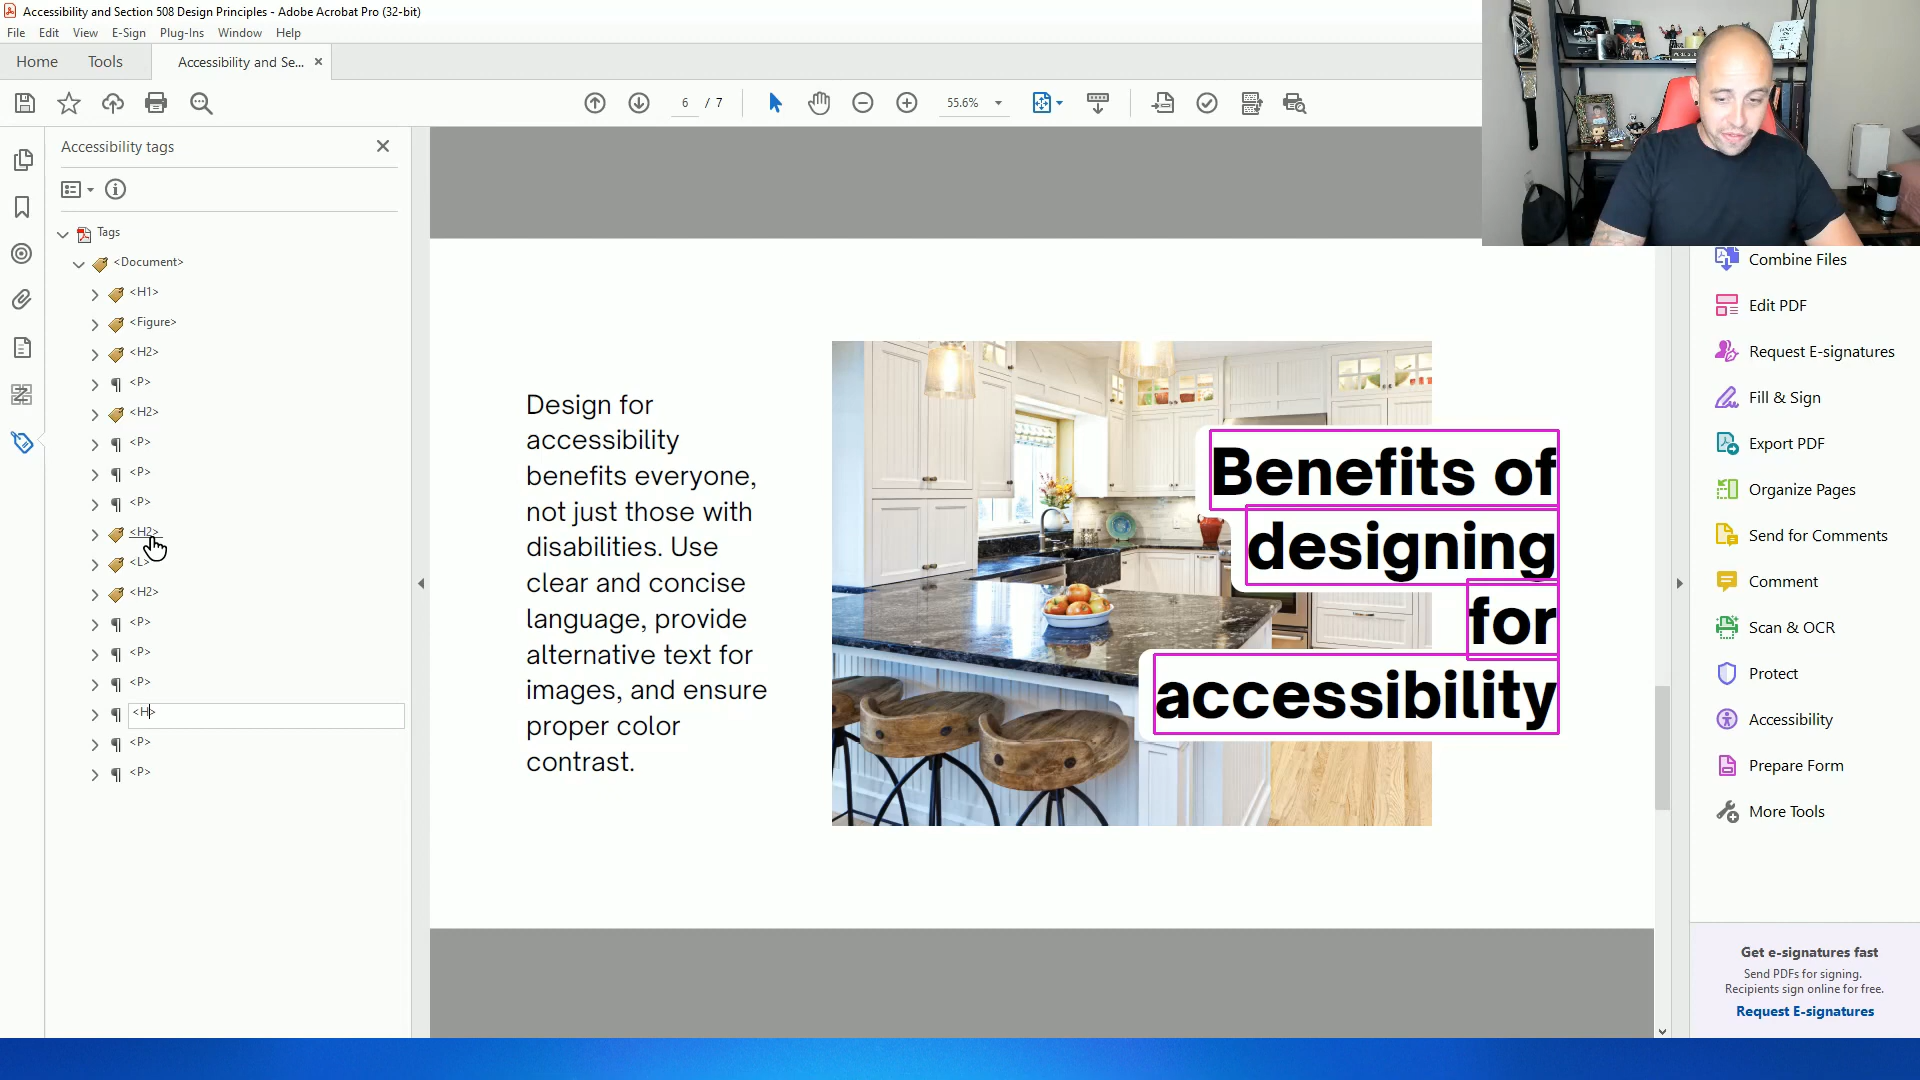 Accessibility and Section 508 Design Principles - Adobe Acrobat Pro (32-bit)
File Edit View E-Sign Plug-Ins Window Help
Home Tools Accessibility and Se...
6 / 7 55.6%
Accessibility tags
Tags
<Document>
<H1>
<Figure>
<H2>
<P>
<H2>
<P>
<P>
<P>
<H2>
<L>
<H2>
<P>
<P>
<P>
<H>
<P>
<P>
Design for
accessibility
benefits everyone,
not just those with
disabilities. Use
clear and concise
language, provide
alternative text for
images, and ensure
proper color
contrast.
Benefits of
designing
for
accessibility
Combine Files
Edit PDF
Request E-signatures
Fill & Sign
Export PDF
Organize Pages
Send for Comments
Comment
Scan & OCR
Protect
Accessibility
Prepare Form
More Tools
Get e-signatures fast
Send PDFs for signing.
Recipients sign online for free.
Request E-signatures